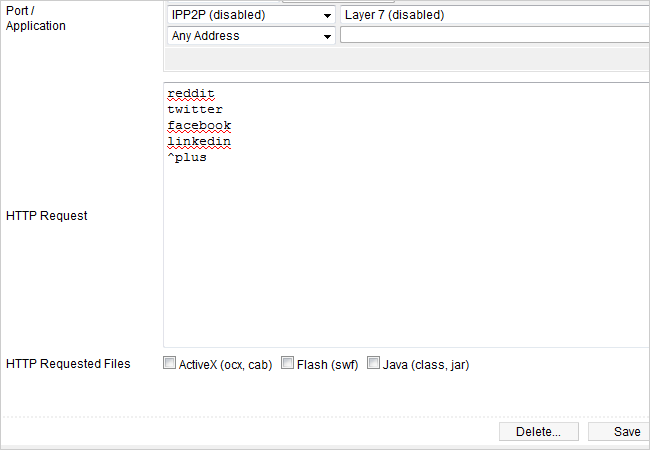 Port /
Application
IPP2P (disabled) Layer 7 (disabled)
Any Address
HTTP Request
reddit
twitter
facebook
linkedin
^plus
HTTP Requested Files ActiveX (ocx, cab) Flash (swf) Java (class, jar)
Delete... Save